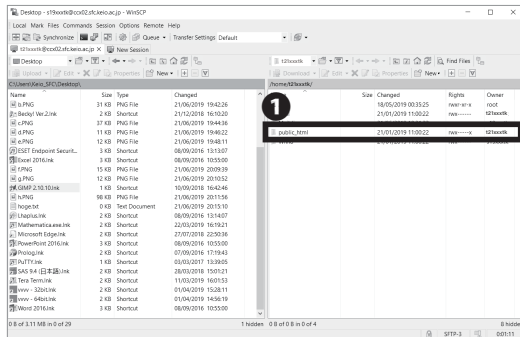 Desktop - s19xxxtk@ccx02.sfc.keio.ac.jp - WinSCP
Local Mark Files Commands Session Options Remote Help
Synchronize Queue Transfer Settings Default
t21xxxtk@ccx02.sfc.keio.ac.jp × New Session
Desktop t21xxxtk Find Files
Upload Edit Properties New Download Edit Properties New
C:\Users\Keio_SFC\Desktop\ /home/t21xxxtk/
Name Size Type Changed Size Changed Rights Owner
b.PNG 31 KB PNG File 21/06/2019 19:42:26 18/05/2019 00:35:25 rwxr-xr-x root
Becky! Ver.2.lnk 2 KB Shortcut 21/12/2018 16:10:20 21/01/2019 11:00:22 rwx------ t21xxxtk
c.PNG 37 KB PNG File 21/06/2019 19:44:36
d.PNG 11 KB PNG File 21/06/2019 19:46:22 public_html 21/01/2019 11:00:22 rwx-----x t21xxxtk
e.PNG 12 KB PNG File 21/06/2019 19:48:11
ESET Endpoint Securit... 3 KB Shortcut 08/09/2016 13:13:07
Excel 2016.lnk 3 KB Shortcut 08/09/2016 10:55:00
f.PNG 15 KB PNG File 21/06/2019 20:09:39
g.PNG 12 KB PNG File 21/06/2019 20:10:52
GIMP 2.10.10.lnk 1 KB Shortcut 10/09/2018 16:42:46
h.PNG 98 KB PNG File 21/06/2019 20:11:56
hoge.txt 0 KB Text Document 21/06/2019 20:15:10
Lhaplus.lnk 2 KB Shortcut 08/09/2016 13:14:07
Mathematica.exe.lnk 2 KB Shortcut 22/03/2019 16:19:21
Microsoft Edge.lnk 2 KB Shortcut 27/07/2018 22:50:36
PowerPoint 2016.lnk 3 KB Shortcut 08/09/2016 10:55:00
Prolog.lnk 2 KB Shortcut 07/09/2016 17:19:43
PuTTY.lnk 1 KB Shortcut 03/03/2017 13:39:05
SAS 9.4 (日本語).lnk 2 KB Shortcut 28/03/2018 15:01:21
Tera Term.lnk 2 KB Shortcut 11/03/2019 16:01:53
vvvv - 32bit.lnk 2 KB Shortcut 01/04/2019 15:28:11
vvvv - 64bit.lnk 2 KB Shortcut 01/04/2019 14:56:19
Word 2016.lnk 3 KB Shortcut 08/09/2016 10:55:00
0 B of 3.11 MB in 0 of 29 1 hidden 0 B of 0 B in 0 of 4 8 hidde
SFTP-3 0:01:11
1